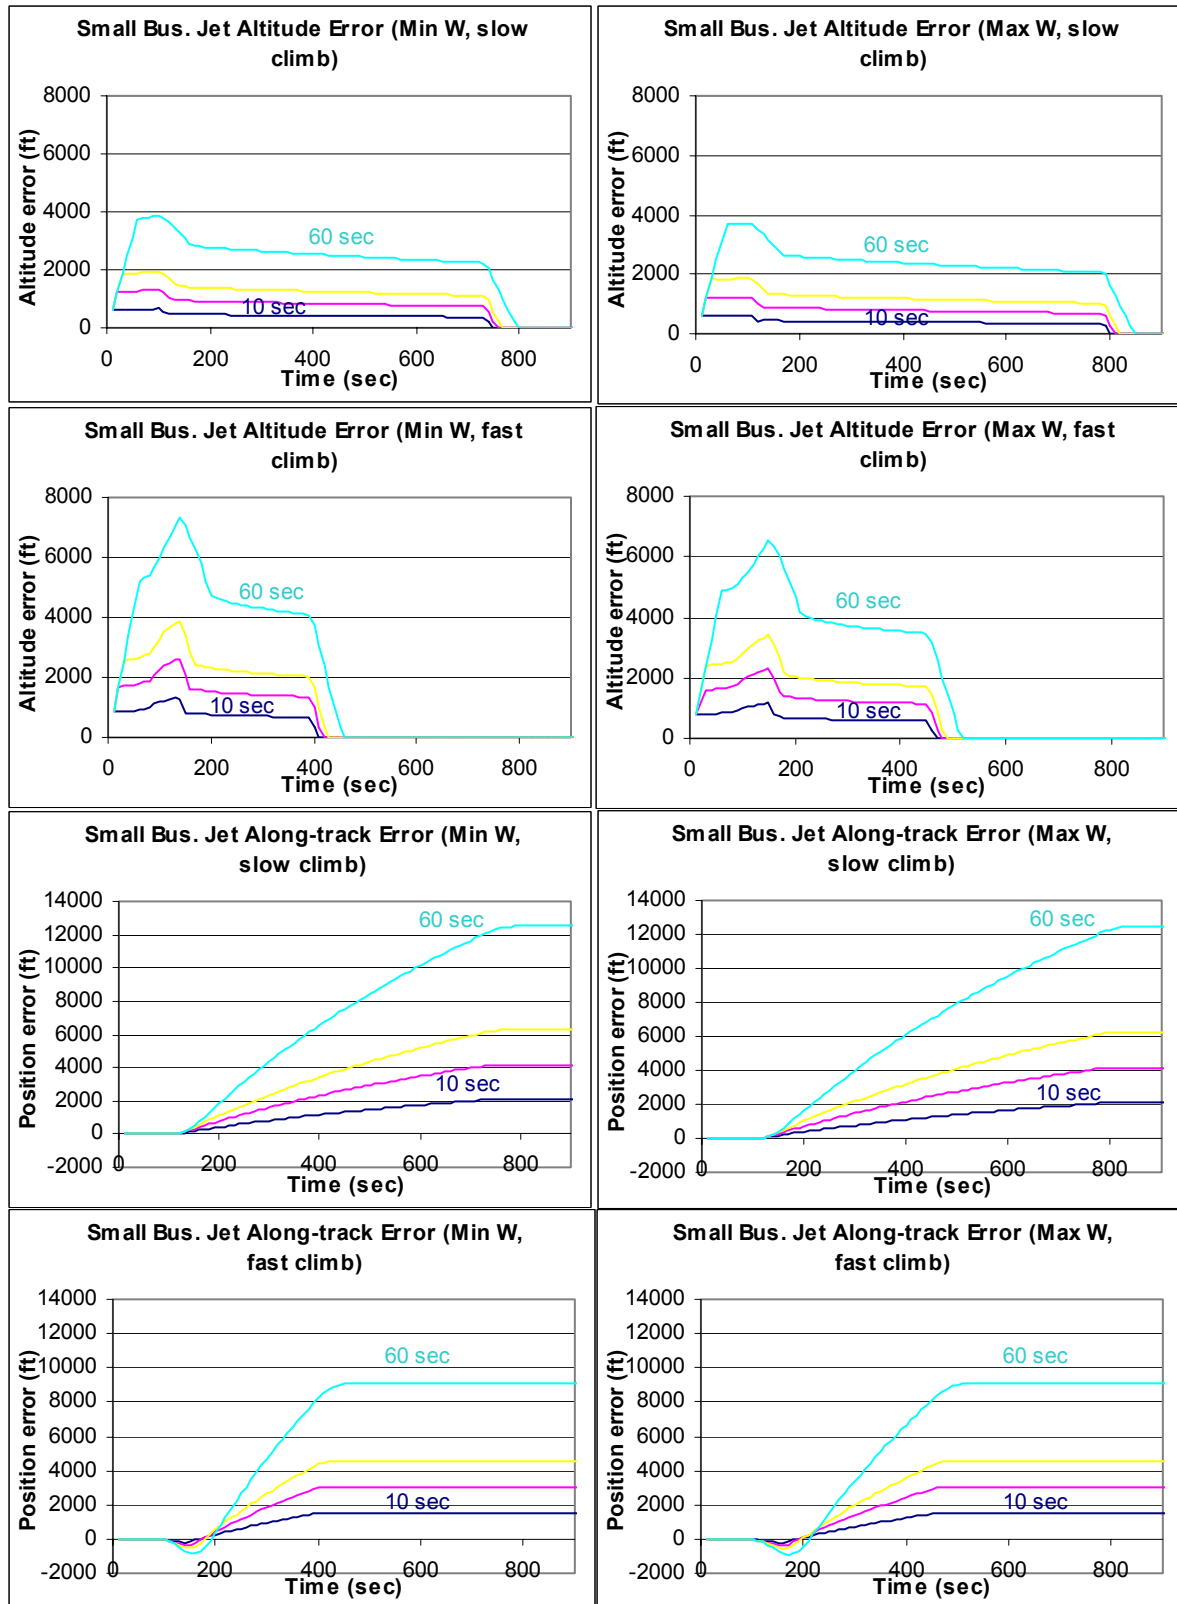 Small Bus. Jet Altitude Error (Min W, slow
climb)
8000
6000
4000
2000
0
Altitude error (ft)
60 sec
10 sec
0 200 400 600 800
Time (sec)
Small Bus. Jet Altitude Error (Max W, slow
climb)
8000
6000
4000
2000
0
Altitude error (ft)
60 sec
10 sec
0 200 400 600 800
Time (sec)
Small Bus. Jet Altitude Error (Min W, fast
climb)
8000
6000
4000
2000
0
Altitude error (ft)
60 sec
10 sec
0 200 400 600 800
Time (sec)
Small Bus. Jet Altitude Error (Max W, fast
climb)
8000
6000
4000
2000
0
Altitude error (ft)
60 sec
10 sec
0 200 400 600 800
Time (sec)
Small Bus. Jet Along-track Error (Min W,
slow climb)
14000
12000
10000
8000
6000
4000
2000
0
-2000
Position error (ft)
60 sec
10 sec
0 200 400 600 800
Time (sec)
Small Bus. Jet Along-track Error (Max W,
slow climb)
14000
12000
10000
8000
6000
4000
2000
0
-2000
Position error (ft)
60 sec
10 sec
0 200 400 600 800
Time (sec)
Small Bus. Jet Along-track Error (Min W,
fast climb)
14000
12000
10000
8000
6000
4000
2000
0
-2000
Position error (ft)
60 sec
10 sec
0 200 400 600 800
Time (sec)
Small Bus. Jet Along-track Error (Max W,
fast climb)
14000
12000
10000
8000
6000
4000
2000
0
-2000
Position error (ft)
60 sec
10 sec
0 200 400 600 800
Time (sec)